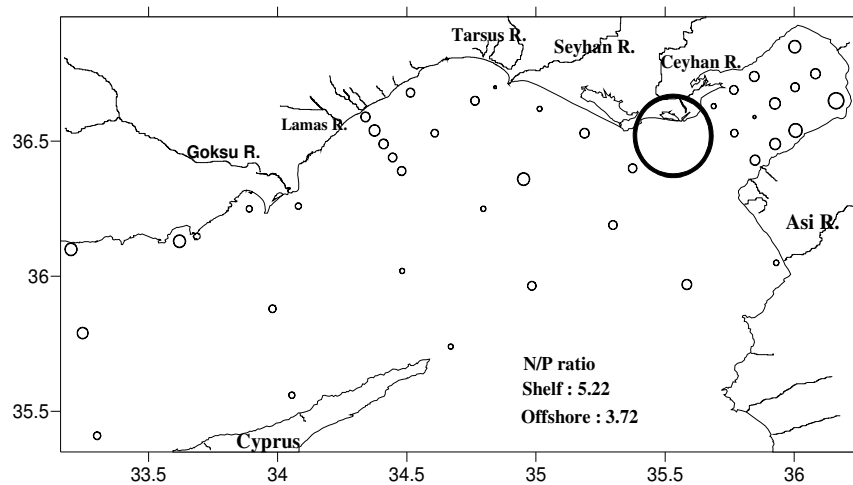 Tarsus R.
Seyhan R.
Ceyhan R.
Lamas R.
36.5
Goksu R.
Asi R.
36
N/P ratio
Shelf : 5.22
35.5
Offshore : 3.72
Cyprus
33.5 34 34.5 35 35.5 36